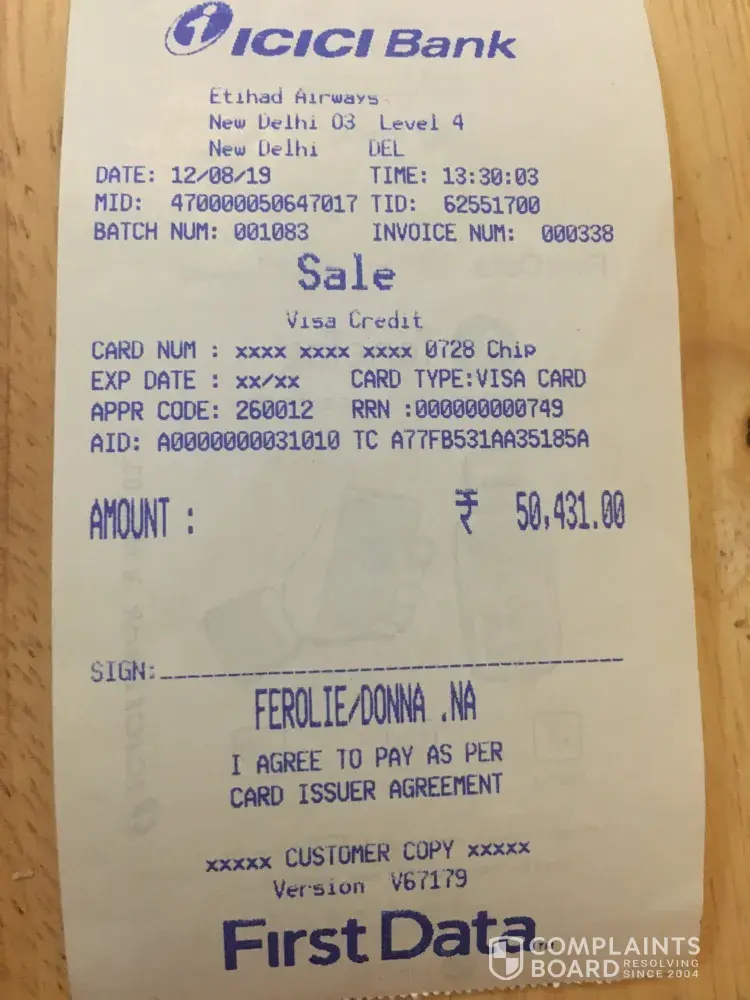 ICICI Bank
Etihad Airways
New Delhi 03 Level 4
New Delhi DEL
DATE: 12/08/19 TIME: 13:30:03
MID: 470000050647017 TID: 62551700
BATCH NUM: 001083 INVOICE NUM: 000338
Sale
Visa Credit
CARD NUM : xxxx xxxx xxxx 0728 Chip
EXP DATE : xx/xx CARD TYPE:VISA CARD
APPR CODE: 260012 RRN :000000000749
AID: A0000000031010 TC A77FB531AA35185A
AMOUNT : ₹ 50,431.00
SIGN:
FEROLIE/DONNA .NA
I AGREE TO PAY AS PER
CARD ISSUER AGREEMENT
xxxxx CUSTOMER COPY xxxxx
Version V67179
First Data
COMPLAINTS
BOARD RESOLVING
SINCE 2004